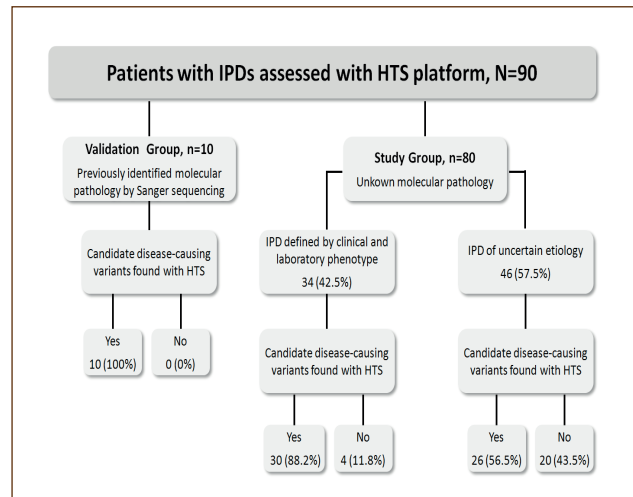 Patients with IPDs assessed with HTS platform, N=90
Validation Group, n=10
Previously identified molecular
pathology by Sanger sequencing
Study Group, n=80
Unkown molecular pathology
Candidate disease-causing
variants found with HTS
IPD defined by clinical and
laboratory phenotype
34 (42.5%)
IPD of uncertain etiology
46 (57.5%)
Yes
10 (100%)
No
0 (0%)
Candidate disease-causing
variants found with HTS
Candidate disease-causing
variants found with HTS
Yes
30 (88.2%)
No
4 (11.8%)
Yes
26 (56.5%)
No
20 (43.5%)